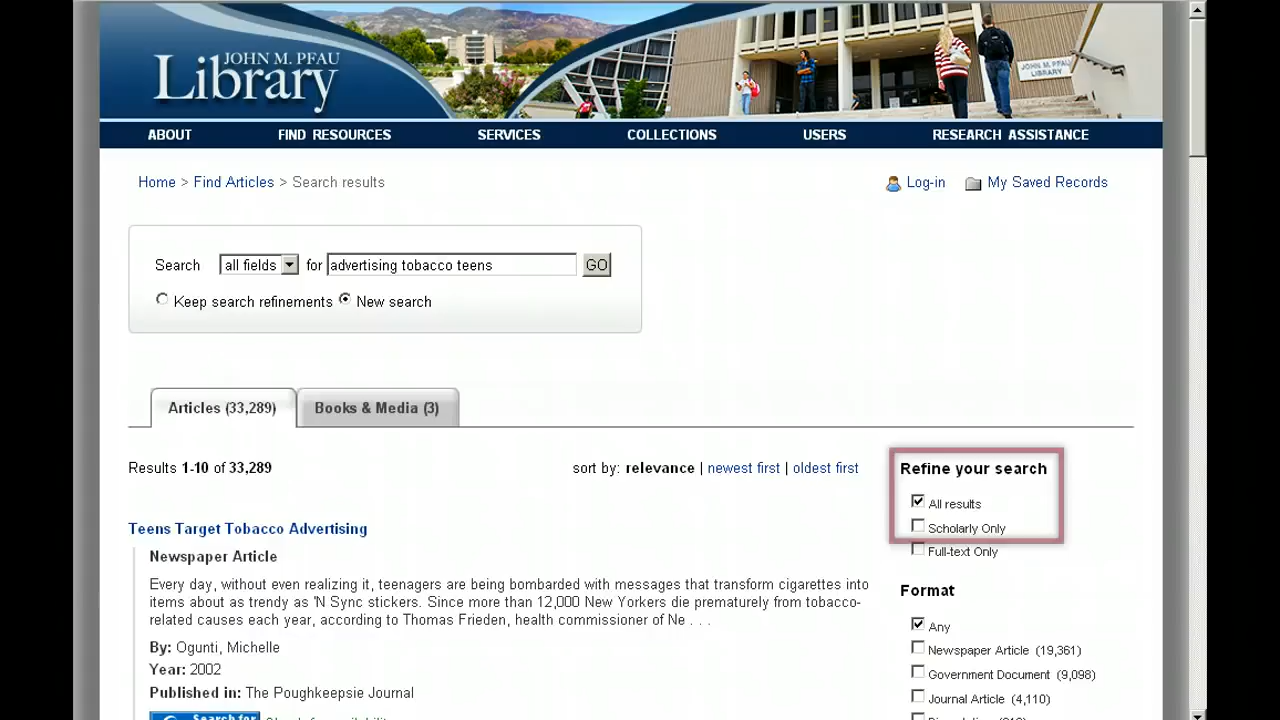 JOHN M. PFAU
Library
JOHN M. PFAU
LIBRARY
ABOUT FIND RESOURCES SERVICES COLLECTIONS USERS RESEARCH ASSISTANCE
Home > Find Articles > Search results
Log-in My Saved Records
Search all fields for advertising tobacco teens GO
Keep search refinements New search
Articles (33,289) Books & Media (3)
Results 1-10 of 33,289
sort by: relevance | newest first | oldest first
Refine your search
All results
Scholarly Only
Full-text Only
Teens Target Tobacco Advertising
Newspaper Article
Every day, without even realizing it, teenagers are being bombarded with messages that transform cigarettes into
items about as trendy as 'N Sync stickers. Since more than 12,000 New Yorkers die prematurely from tobacco-
related causes each year, according to Thomas Frieden, health commissioner of Ne . . .
By: Ogunti, Michelle
Year: 2002
Published in: The Poughkeepsie Journal
Search for
Format
Any
Newspaper Article (19,361)
Government Document (9,098)
Journal Article (4,110)